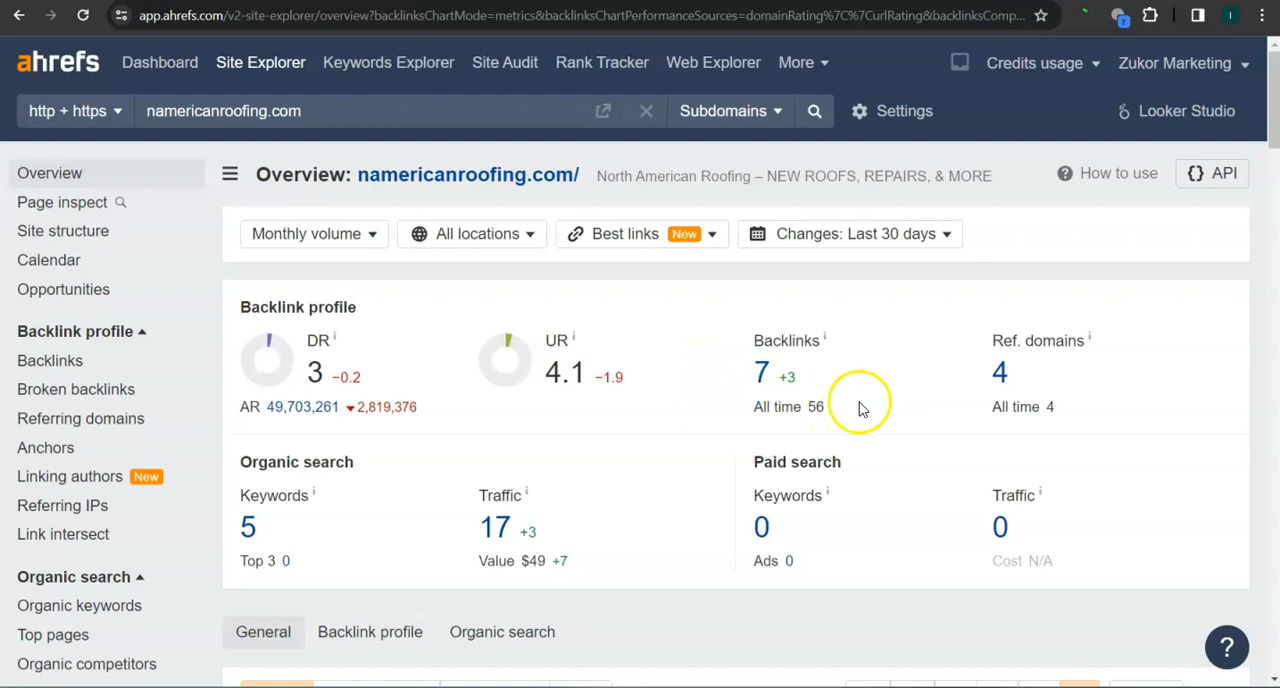 app.ahrefs.com/v2-site-explorer/overview?backlinksChartMode=metrics&backlinksChartPerformanceSources=domainRating%7C%7CurlRating&backlinksComp...
2
I
ahrefs Dashboard Site Explorer Keywords Explorer Site Audit Rank Tracker Web Explorer More Credits usage Zukor Marketing
http + https namericanroofing.com Subdomains Settings Looker Studio
Overview
Page inspect
Site structure
Calendar
Opportunities
Backlink profile
Backlinks
Broken backlinks
Referring domains
Anchors
Linking authors New
Referring IPs
Link intersect
Organic search
Organic keywords
Top pages
Organic competitors
Overview: namericanroofing.com/ North American Roofing – NEW ROOFS, REPAIRS, & MORE ? How to use {} API
Monthly volume All locations Best links New Changes: Last 30 days
Backlink profile
DR i UR i Backlinks i Ref. domains i
3 −0.2 4.1 −1.9 7 +3 4
AR 49,703,261 ▼2,819,376 All time 56 All time 4
Organic search Paid search
Keywords i Traffic i Keywords i Traffic i
5 17 +3 0 0
Top 3 0 Value $49 +7 Ads 0 Cost N/A
General Backlink profile Organic search
?